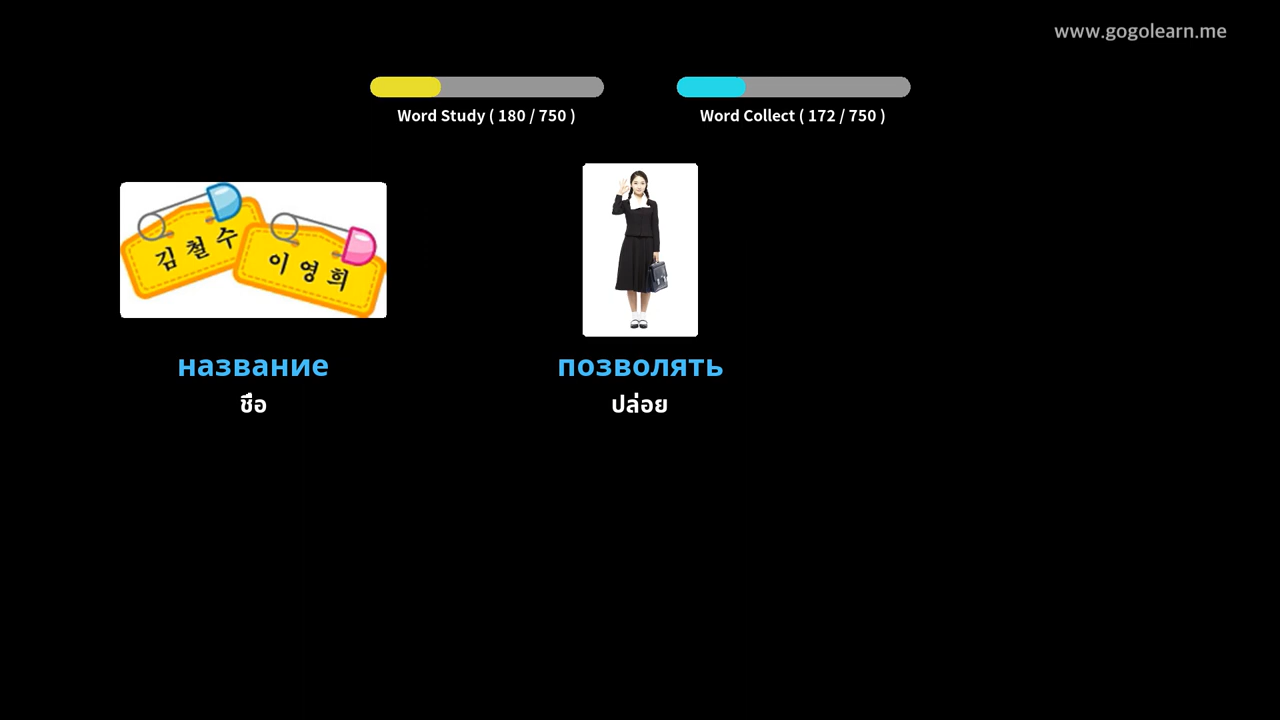 www.gogolearn.me
Word Study ( 180 / 750 )
Word Collect ( 172 / 750 )
김철수
이영희
название
позволять
ชื่อ
ปล่อย